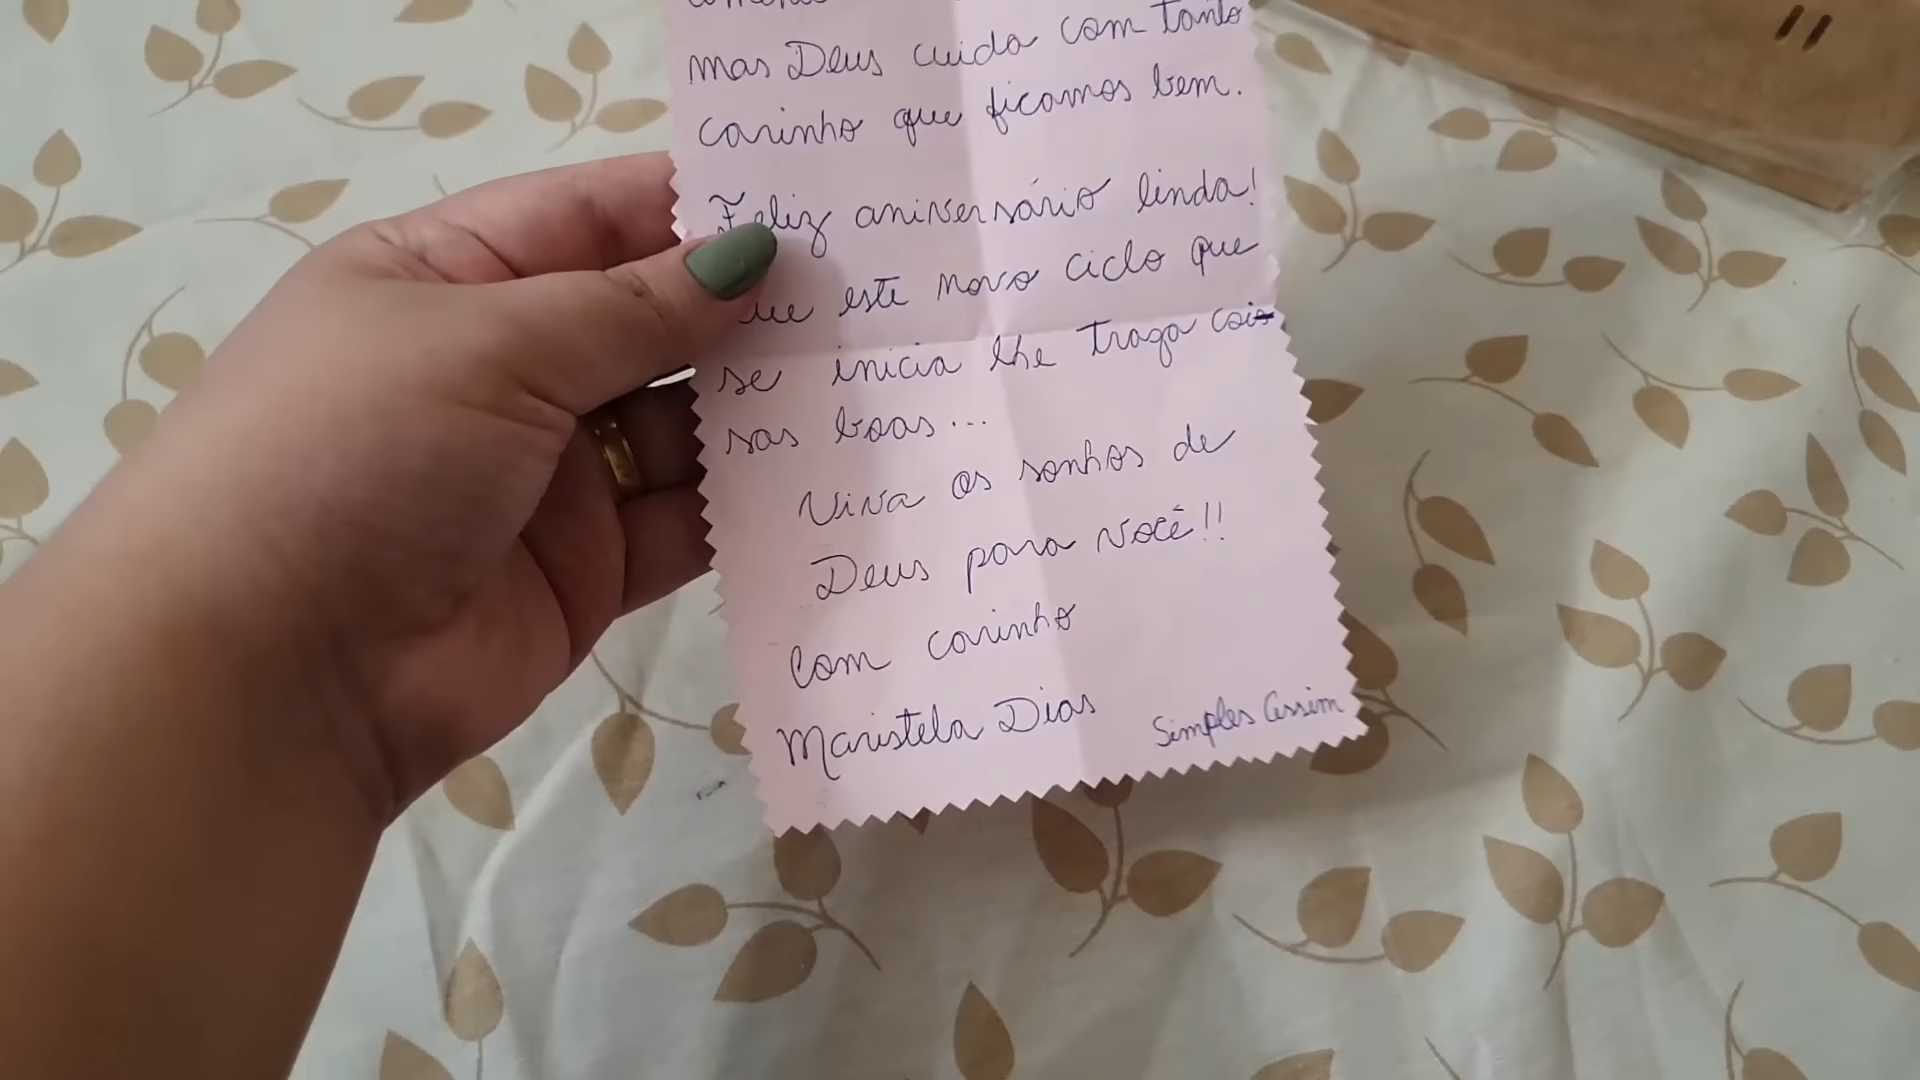 mas Deus cuida com tanto
carinho que ficamos bem.
Feliz aniversário linda!
este novo ciclo que
se inicia lhe traga coi-
sas boas...
Viva os sonhos de
Deus para você!!
Com carinho
Maristela Dias
Simples Assim